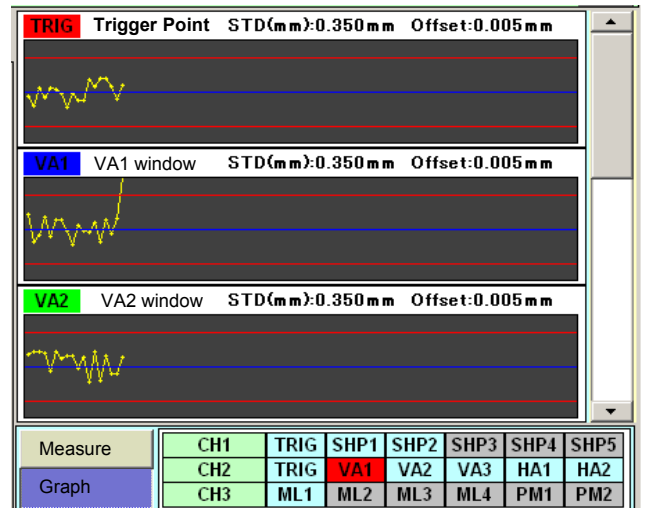 TRIG Trigger Point STD(mm):0.350mm Offset:0.005mm
VA1 VA1 window STD(mm):0.350mm Offset:0.005mm
VA2 VA2 window STD(mm):0.350mm Offset:0.005mm
Measure
Graph
CH1 TRIG SHP1 SHP2 SHP3 SHP4 SHP5
CH2 TRIG VA1 VA2 VA3 HA1 HA2
CH3 ML1 ML2 ML3 ML4 PM1 PM2